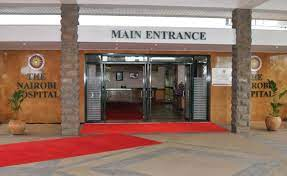 MAIN ENTRANCE
THE
NAIROBI
HOSPITAL
THE
NAIROBI
HOSPITAL